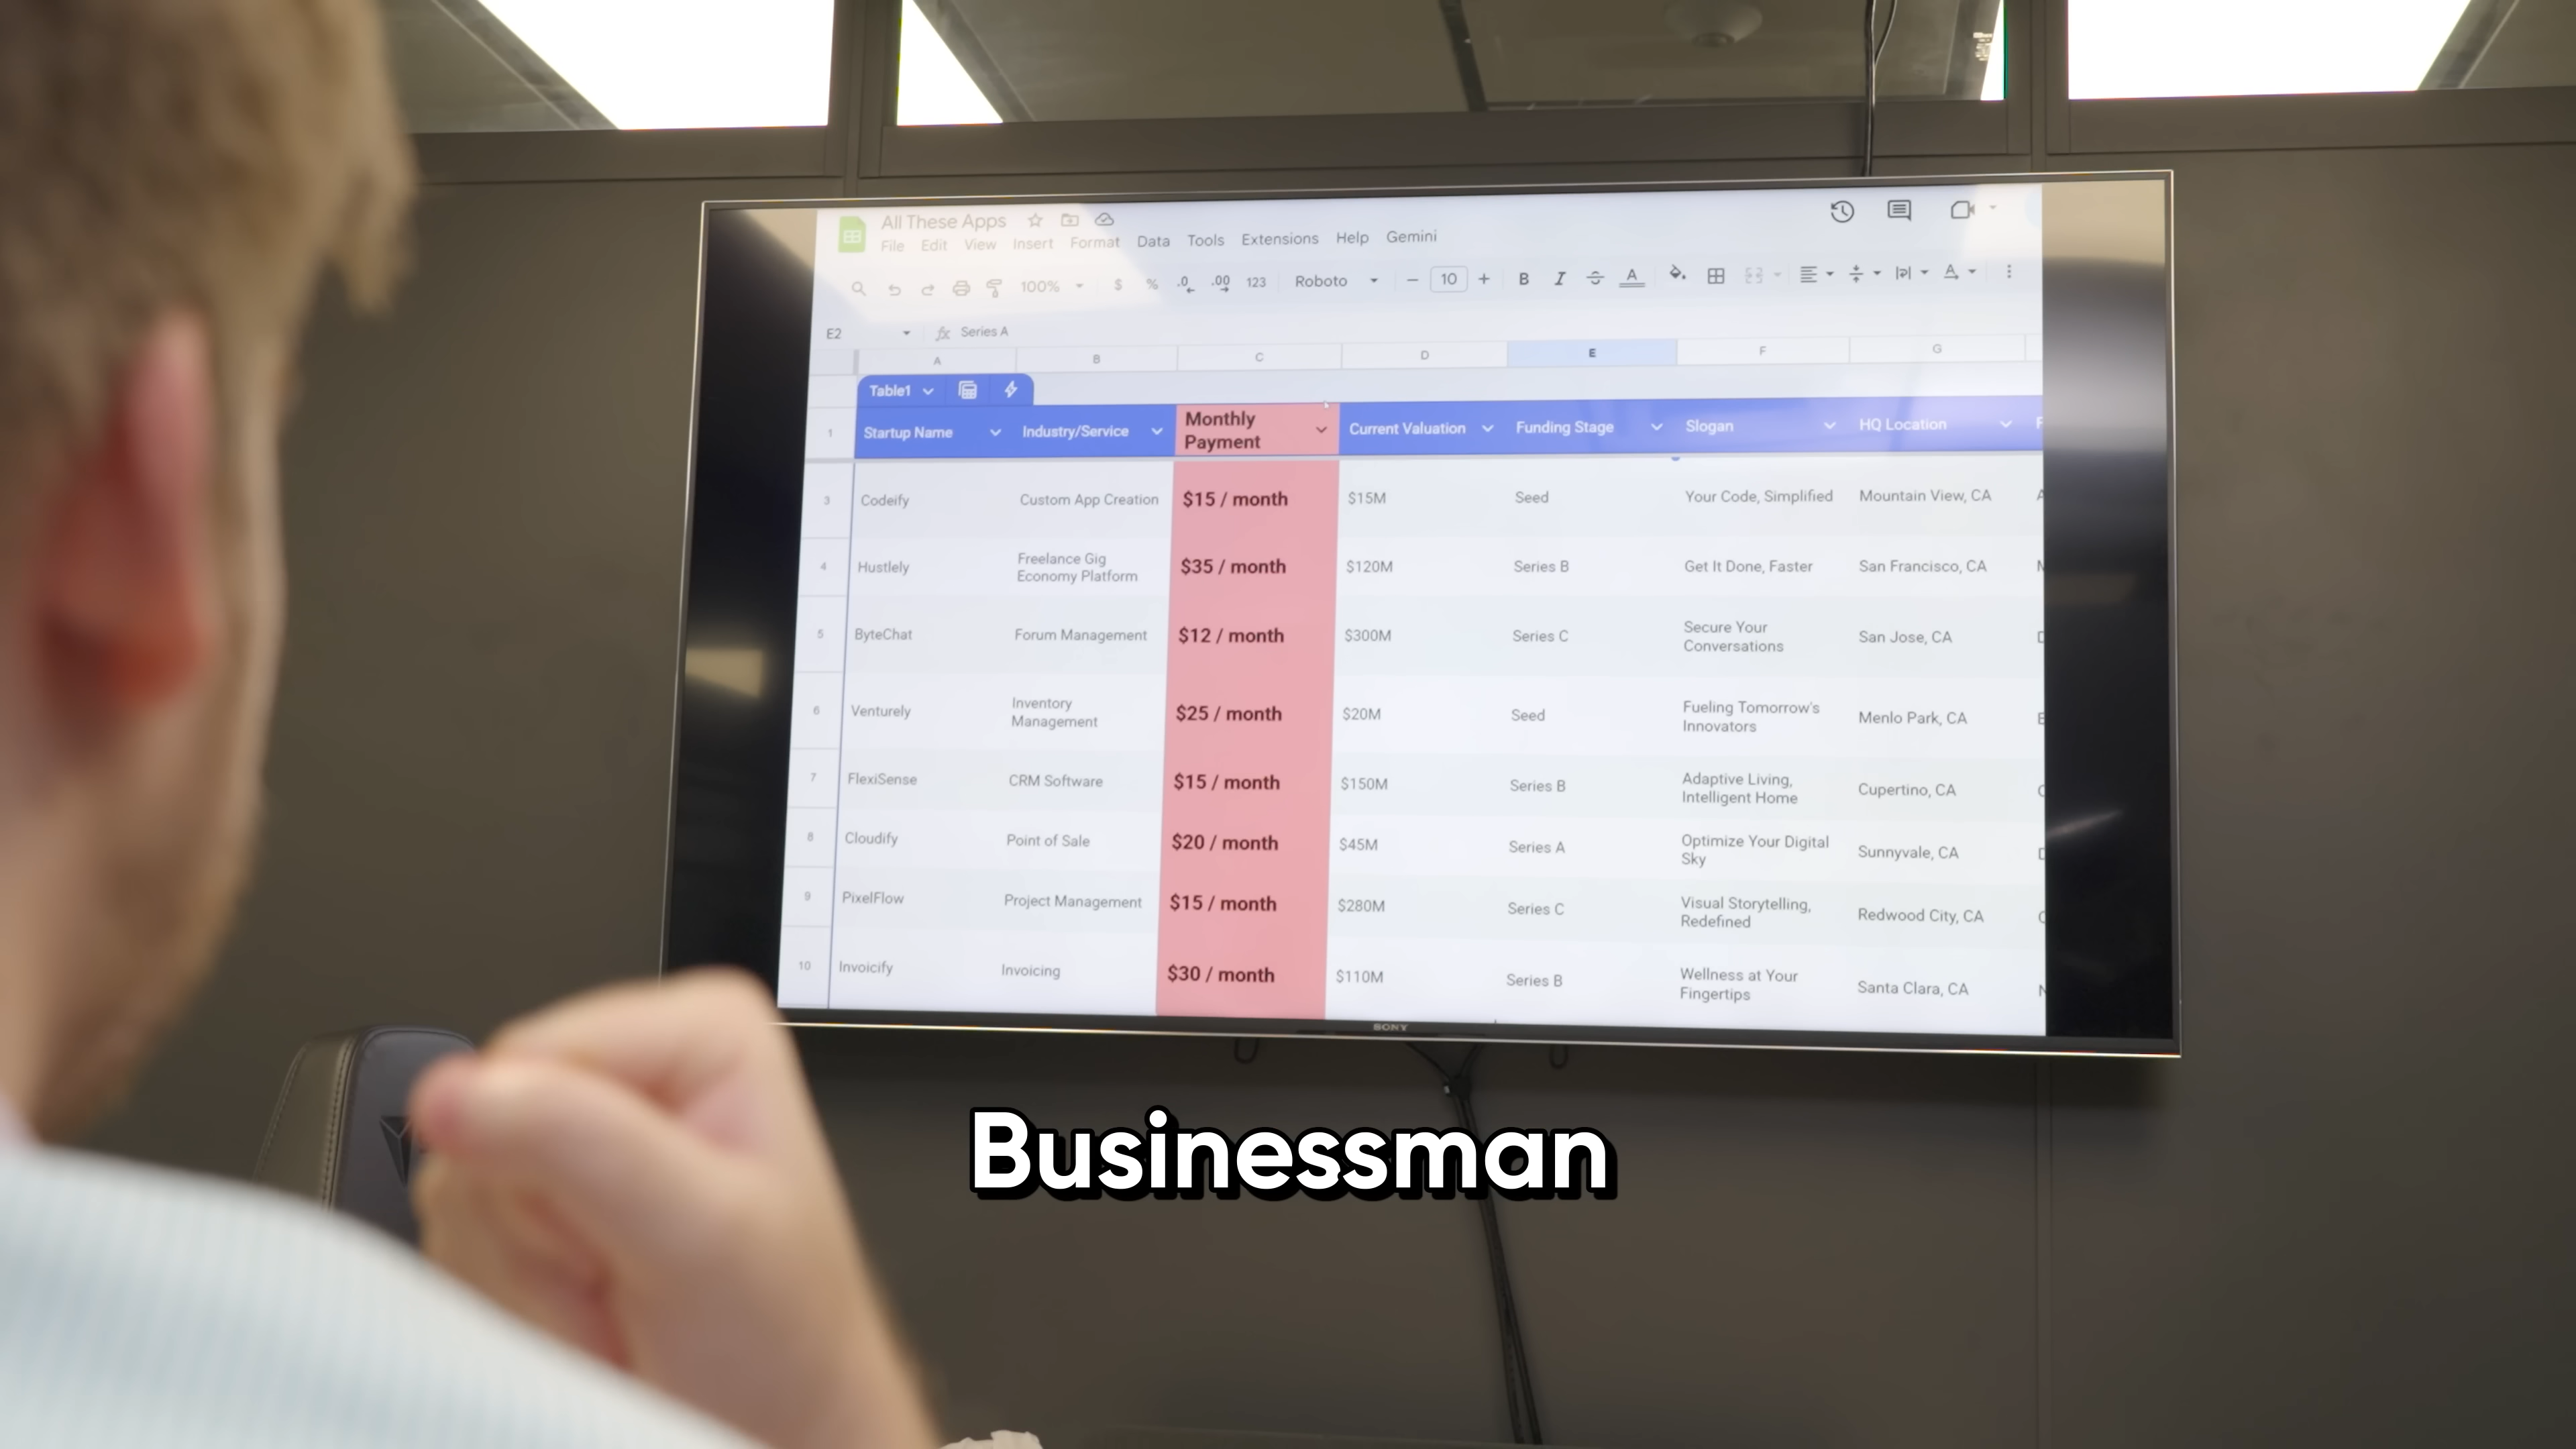 All These Apps
File Edit View Insert Format Data Tools Extensions Help Gemini
100% $ % .0 .00 123 Roboto 10 B I A
E2 fx Series A
A B C D E F G
Table1
1 Startup Name Industry/Service Monthly Payment Current Valuation Funding Stage Slogan HQ Location
3 Codeify Custom App Creation $15 / month $15M Seed Your Code, Simplified Mountain View, CA
4 Hustlely Freelance Gig Economy Platform $35 / month $120M Series B Get It Done, Faster San Francisco, CA
5 ByteChat Forum Management $12 / month $300M Series C Secure Your Conversations San Jose, CA
6 Venturely Inventory Management $25 / month $20M Seed Fueling Tomorrow's Innovators Menlo Park, CA
7 FlexiSense CRM Software $15 / month $150M Series B Adaptive Living, Intelligent Home Cupertino, CA
8 Cloudify Point of Sale $20 / month $45M Series A Optimize Your Digital Sky Sunnyvale, CA
9 PixelFlow Project Management $15 / month $280M Series C Visual Storytelling, Redefined Redwood City, CA
10 Invoicify Invoicing $30 / month $110M Series B Wellness at Your Fingertips Santa Clara, CA
SONY
Businessman